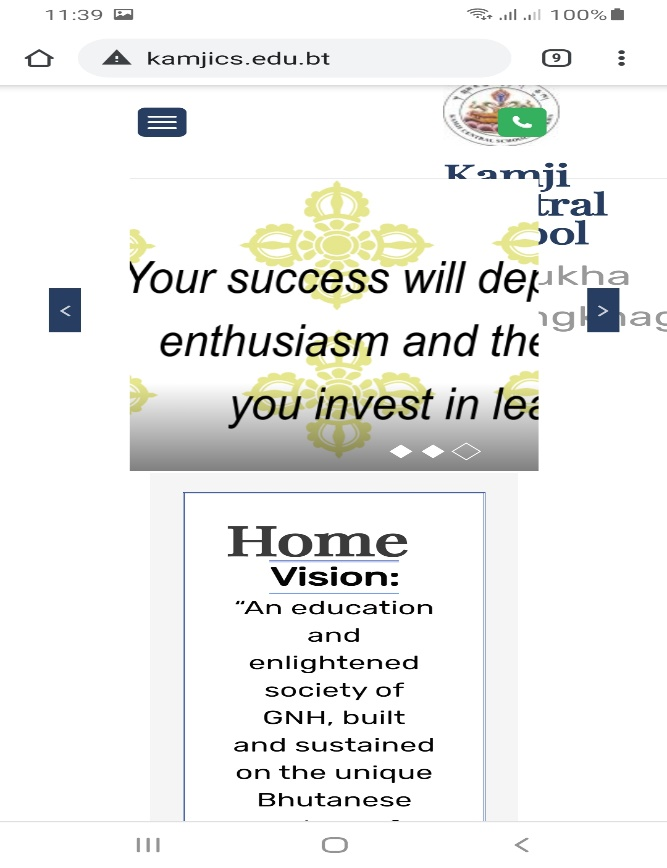 11:39
100%
kamjics.edu.bt
9
Kamji
tral
ool
ukha
Your success will dep
enthusiasm and the
you invest in lea
<
>
Home
Vision:
“An education
and
enlightened
society of
GNH, built
and sustained
on the unique
Bhutanese